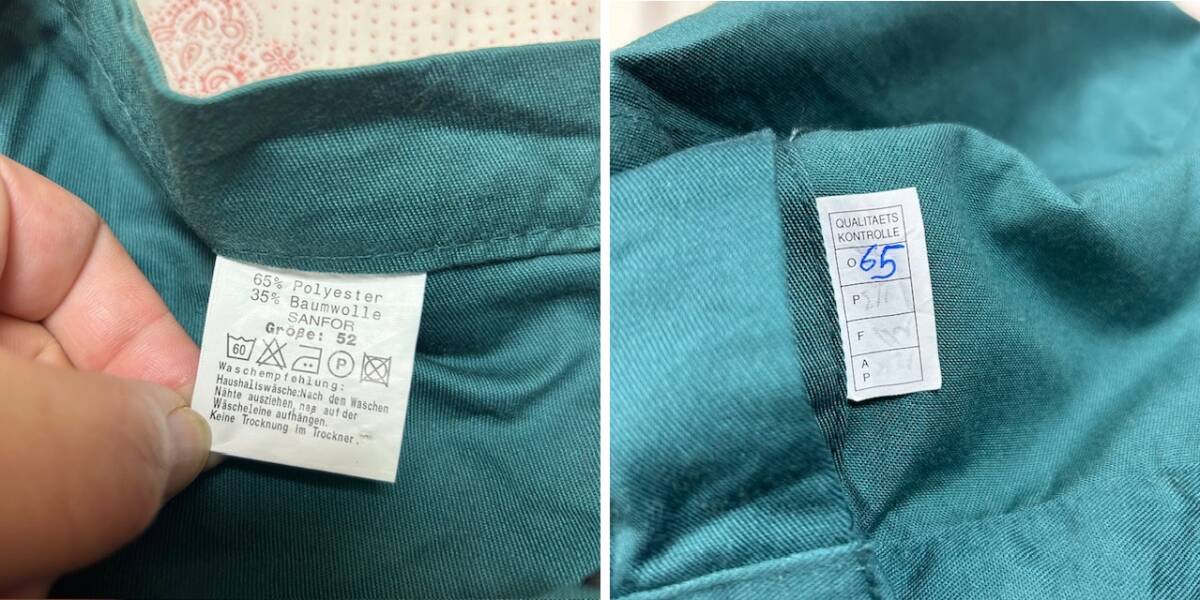 65% Polyester
35% Baumwolle
SANFOR
Größe: 52
60
P
Waschempfehlung:
Haushaltswäsche:Nach dem Waschen
Nähte ausziehen, naß auf der
Wäscheleine aufhängen.
Keine Trocknung im Trockner.
QUALITAETS
KONTROLLE
O 65
P
F
A
P